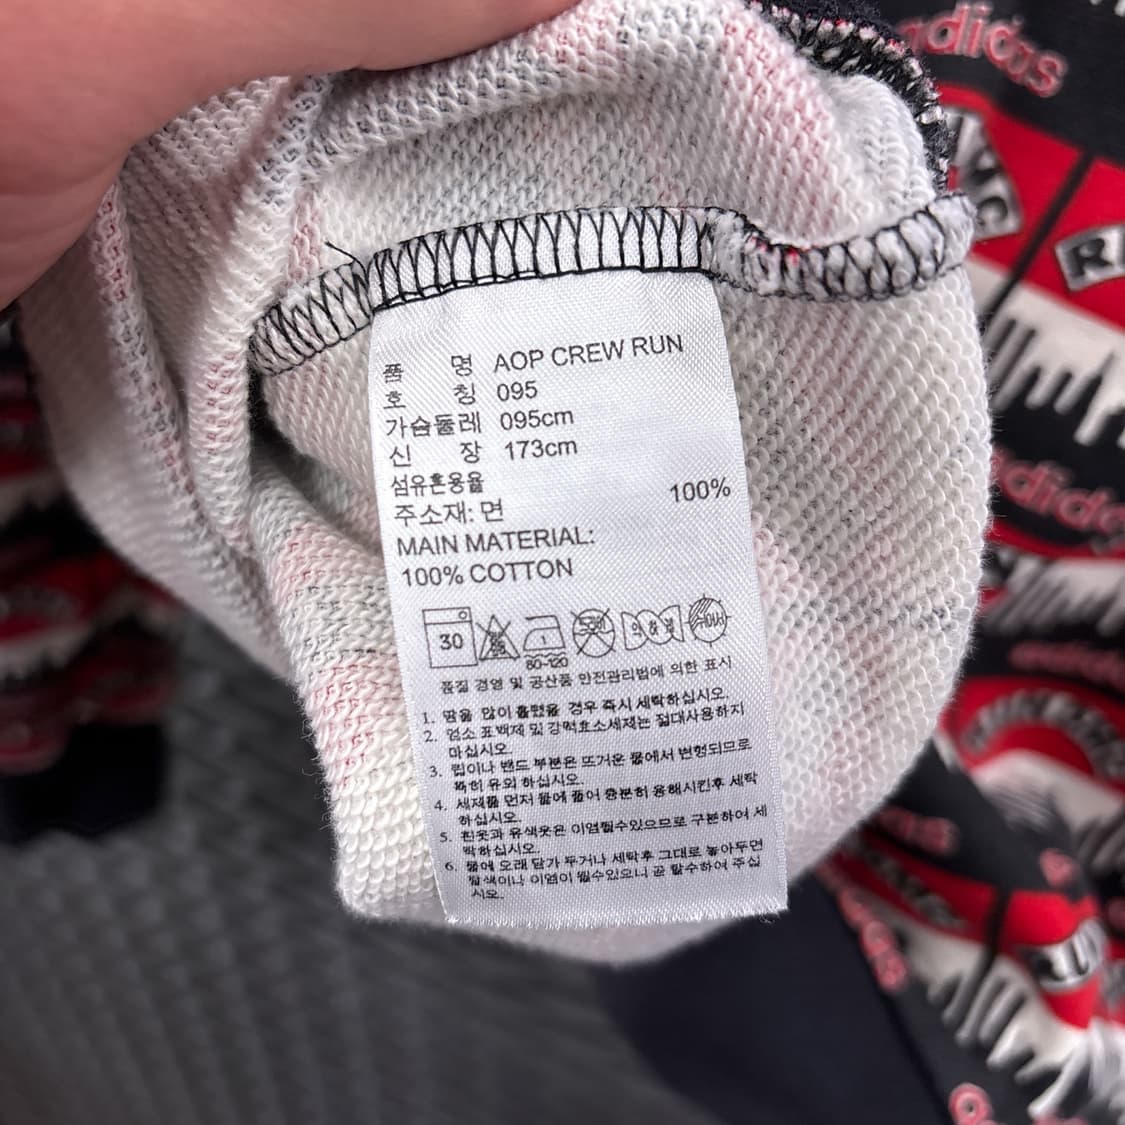 품 명 AOP CREW RUN
호 칭 095
가슴둘레 095cm
신 장 173cm
섬유혼용율
주소재: 면 100%
MAIN MATERIAL:
100% COTTON
30
80~120
품질 경영 및 공산품 안전관리법에 의한 표시
1. 땀을 많이 흘렸을 경우 즉시 세탁하십시오.
2. 염소 표백제 및 강력효소세제는 절대사용하지
마십시오.
3. 립이나 밴드 부분은 뜨거운 물에서 변형되므로
특히 유의 하십시오.
4. 세제를 먼저 물에 풀어 충분히 용해시킨후 세탁
하십시오.
5. 흰옷과 유색옷은 이염될수있으므로 구분하여 세
탁하십시오.
6. 물에 오래 담가 두거나 세탁후 그대로 놓아두면
탈색이나 이염이 될수있으니 곧 탈수하여 주십
시오.
adidas
adidas